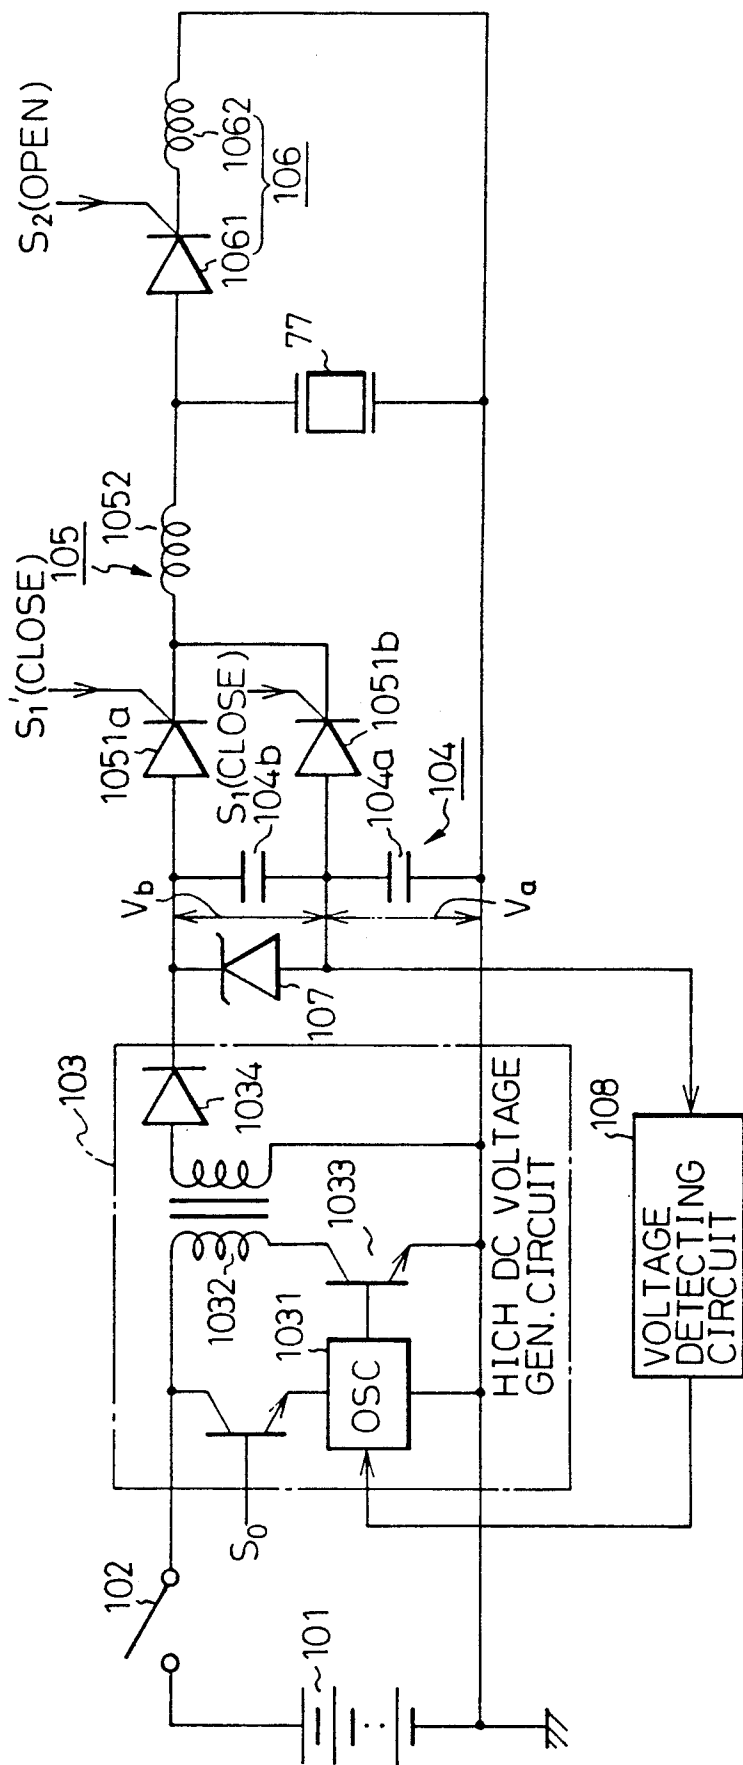 S2(OPEN)
1061
1062
106
77
S1'(CLOSE)
105
1052
1051a
S1(CLOSE)
1051b
104b
104a
104
Vb
Va
107
103
1034
1033
1032
1031
OSC
HICH DC VOLTAGE
GEN. CIRCUIT
108
VOLTAGE
DETECTING
CIRCUIT
S0
102
101